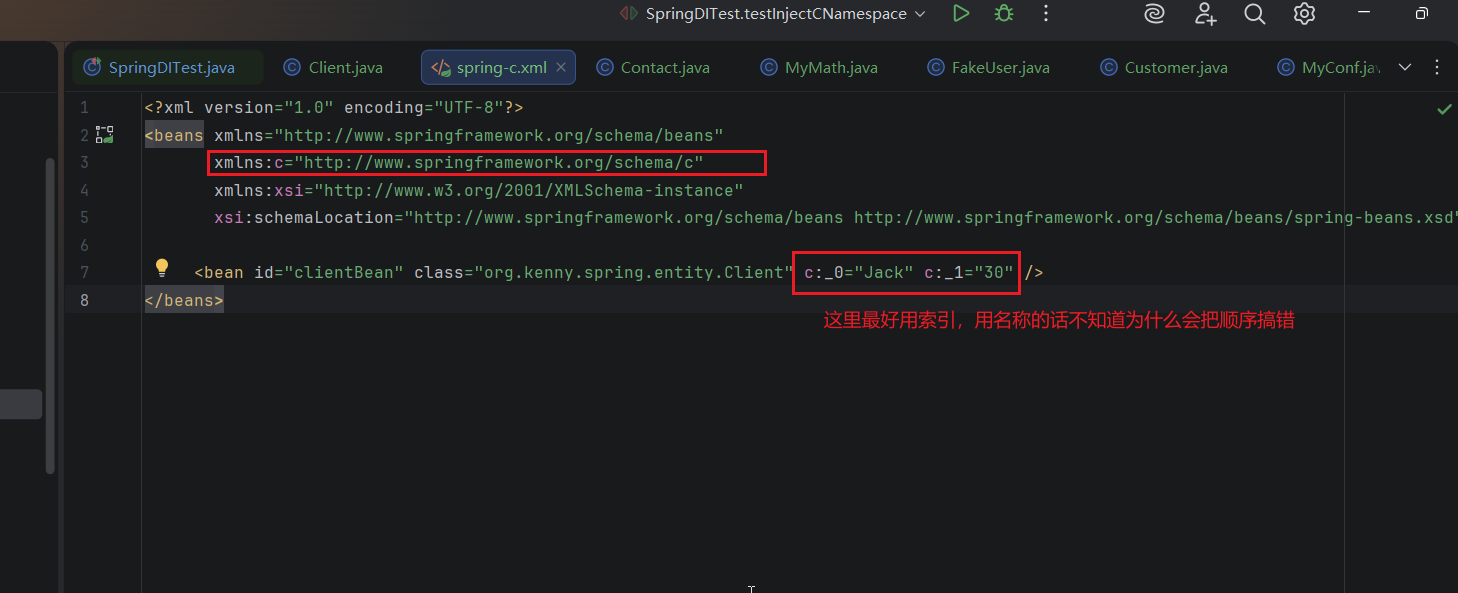 SpringDITest.testInjectCNamespace
SpringDITest.java Client.java spring-c.xml Contact.java MyMath.java FakeUser.java Customer.java MyConf.ja
1 <?xml version="1.0" encoding="UTF-8"?>
2 <beans xmlns="http://www.springframework.org/schema/beans"
3 xmlns:c="http://www.springframework.org/schema/c"
4 xmlns:xsi="http://www.w3.org/2001/XMLSchema-instance"
5 xsi:schemaLocation="http://www.springframework.org/schema/beans http://www.springframework.org/schema/beans/spring-beans.xsd"
6
7 <bean id="clientBean" class="org.kenny.spring.entity.Client" c:_0="Jack" c:_1="30" />
8 </beans>
这里最好用索引，用名称的话不知道为什么会把顺序搞错